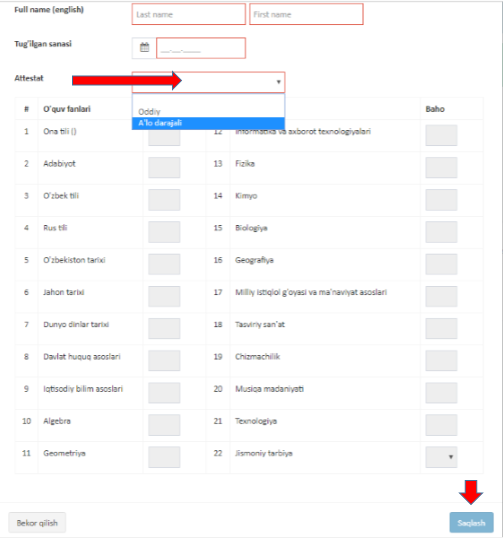 Full name (english) Last name First name
Tug'ilgan sanasi __.__.____
Attestat
Oddiy
A'lo darajali
# O'quv fanlari Baho
1 Ona tili () 12 Informatika va axborot texnologiyalari
2 Adabiyot 13 Fizika
3 O'zbek tili 14 Kimyo
4 Rus tili 15 Biologiya
5 O'zbekiston tarixi 16 Geografiya
6 Jahon tarixi 17 Milliy istiqlol g'oyasi va ma'naviyat asoslari
7 Dunyo dinlar tarixi 18 Tasviriy san'at
8 Davlat huquq asoslari 19 Chizmachilik
9 Iqtisodiy bilim asoslari 20 Musiqa madaniyati
10 Algebra 21 Texnologiya
11 Geometriya 22 Jismoniy tarbiya
Bekor qilish Saqlash